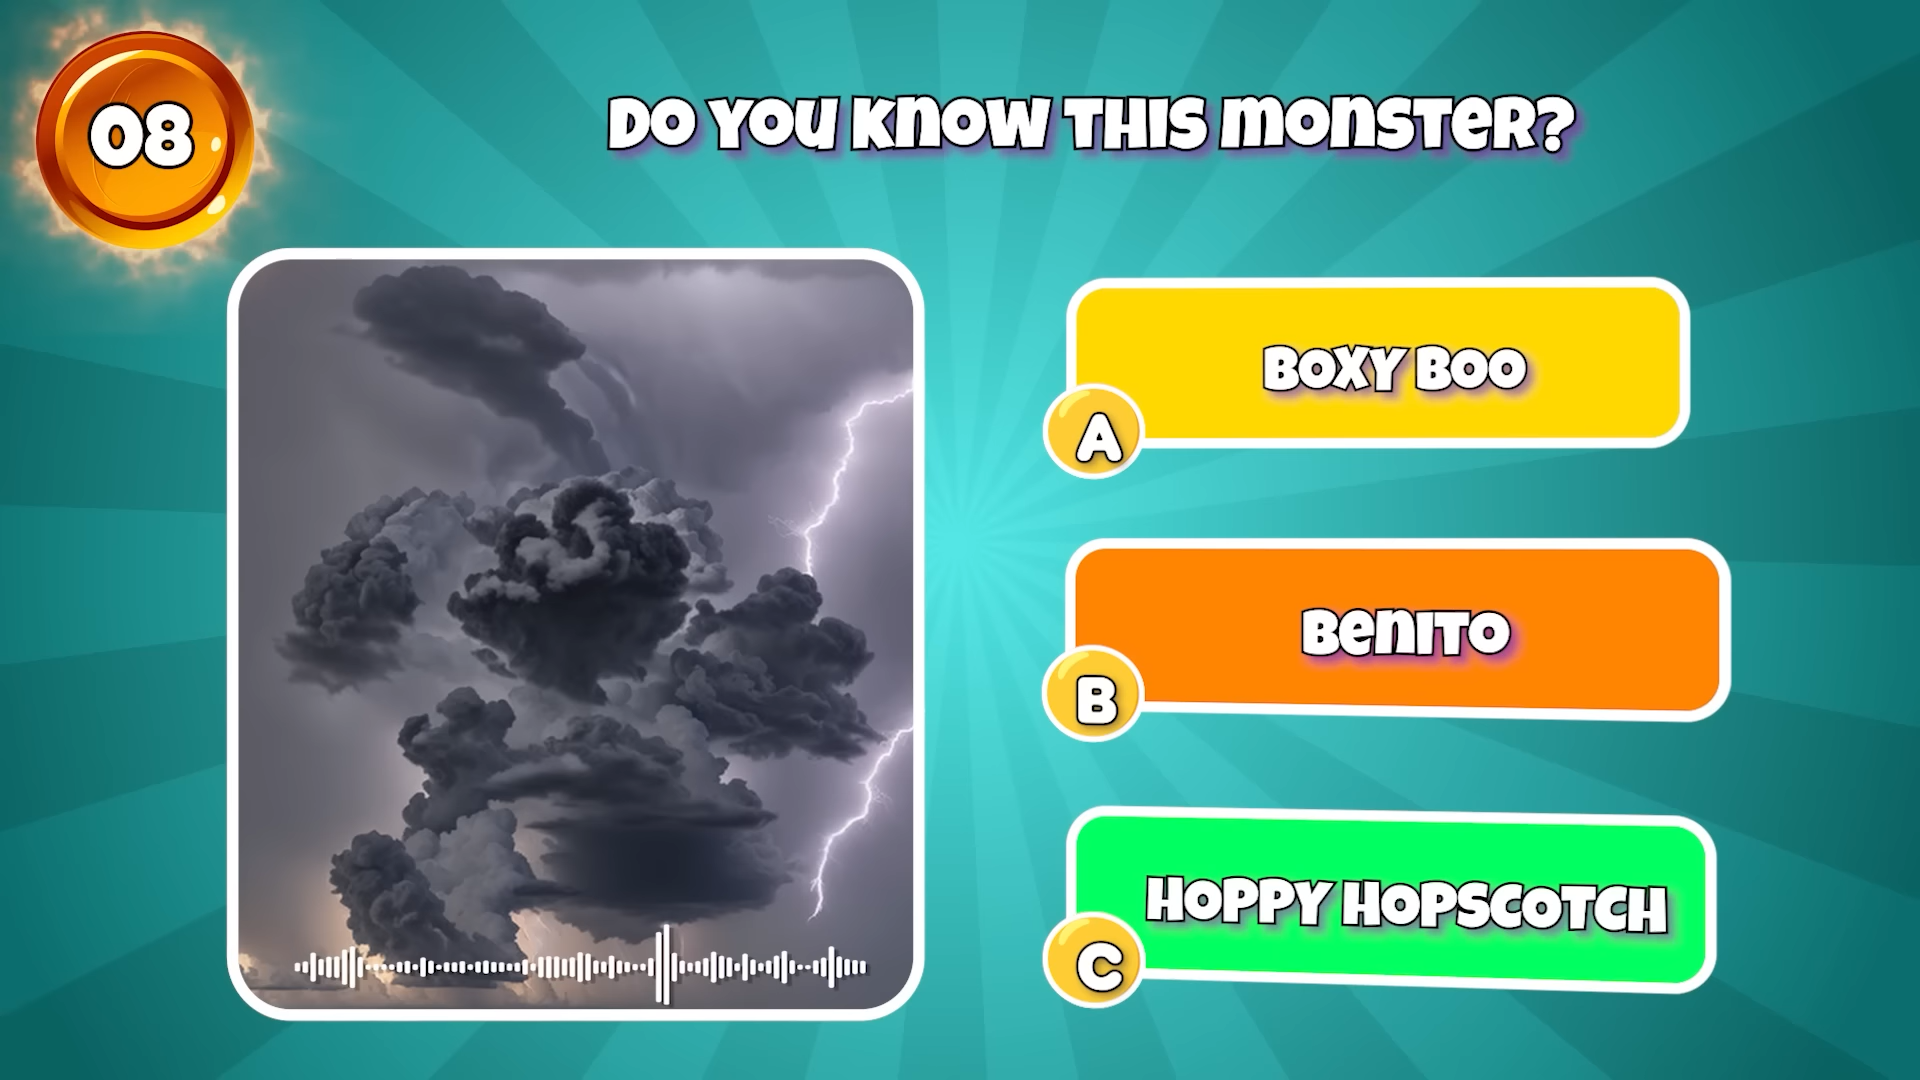 08
DO YOU KNOW THIS MONSTER?
BOXY BOO
A
BENITO
B
HOPPY HOPSCOTCH
C